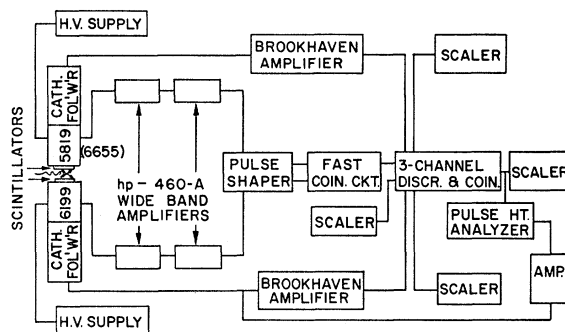 H.V. SUPPLY
CATH.
FOL'W'R
BROOKHAVEN
AMPLIFIER
SCALER
SCINTILLATORS
5819
(6655)
6199
hp-460-A
WIDE BAND
AMPLIFIERS
PULSE
SHAPER
FAST
COIN. CKT.
3-CHANNEL
DISCR. & COIN.
SCALER
SCALER
PULSE HT.
ANALYZER
CATH.
FOL'W'R
BROOKHAVEN
AMPLIFIER
SCALER
AMP.
H.V. SUPPLY